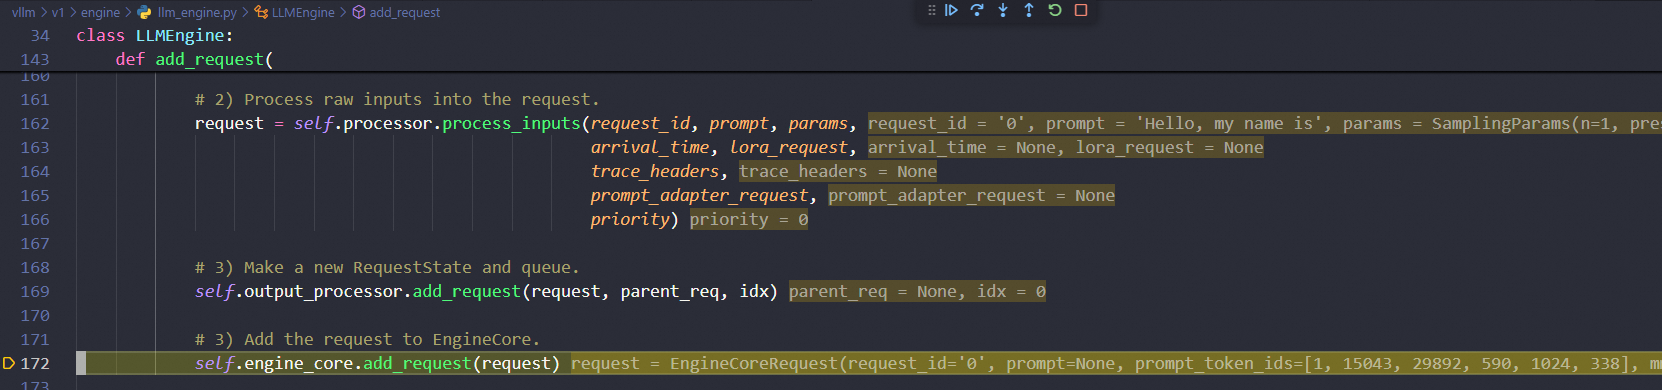 vllm > v1 > engine > llm_engine.py > LLMEngine > add_request
34 class LLMEngine:
143 def add_request(
160
161 # 2) Process raw inputs into the request.
162 request = self.processor.process_inputs(request_id, prompt, params, request_id = '0', prompt = 'Hello, my name is', params = SamplingParams(n=1, pres
163 arrival_time, lora_request, arrival_time = None, lora_request = None
164 trace_headers, trace_headers = None
165 prompt_adapter_request, prompt_adapter_request = None
166 priority) priority = 0
167
168 # 3) Make a new RequestState and queue.
169 self.output_processor.add_request(request, parent_req, idx) parent_req = None, idx = 0
170
171 # 3) Add the request to EngineCore.
172 self.engine_core.add_request(request) request = EngineCoreRequest(request_id='0', prompt=None, prompt_token_ids=[1, 15043, 29892, 590, 1024, 338], mm
173